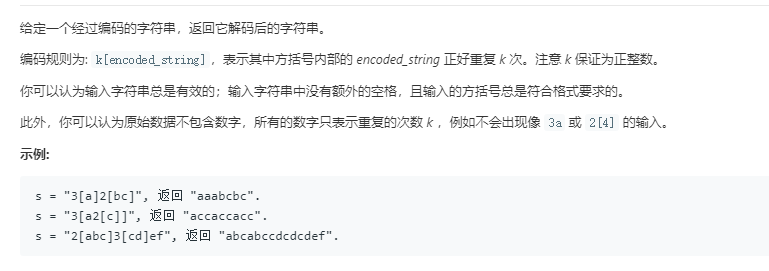 给定一个经过编码的字符串，返回它解码后的字符串。
编码规则为: k[encoded_string]，表示其中方括号内部的 encoded_string 正好重复 k 次。注意 k 保证为正整数。
你可以认为输入字符串总是有效的；输入字符串中没有额外的空格，且输入的方括号总是符合格式要求的。
此外，你可以认为原始数据不包含数字，所有的数字只表示重复的次数 k ，例如不会出现像 3a 或 2[4] 的输入。
示例:
s = "3[a]2[bc]", 返回 "aaabcbc".
s = "3[a2[c]]", 返回 "accaccacc".
s = "2[abc]3[cd]ef", 返回 "abcabccdcdcdef".